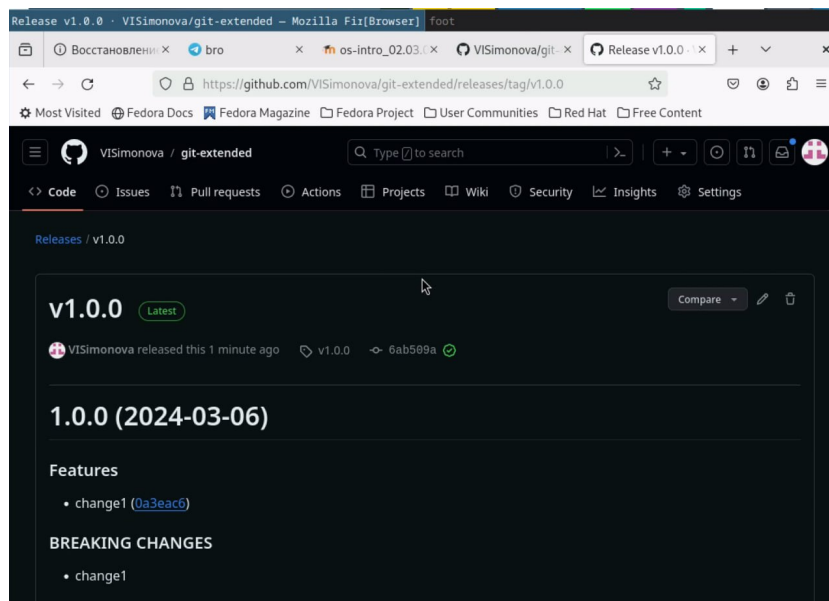 Release v1.0.0 · VISimonova/git-extended — Mozilla Fir[Browser] foot
Восстановлени bro os-intro_02.03.0 VISimonova/git- Release v1.0.0 ·
https://github.com/VISimonova/git-extended/releases/tag/v1.0.0
Most Visited Fedora Docs Fedora Magazine Fedora Project User Communities Red Hat Free Content
VISimonova / git-extended Type / to search
Code Issues Pull requests Actions Projects Wiki Security Insights Settings
Releases / v1.0.0
v1.0.0 Latest Compare
VISimonova released this 1 minute ago v1.0.0 6ab509a
1.0.0 (2024-03-06)
Features
• change1 (0a3eac6)
BREAKING CHANGES
• change1